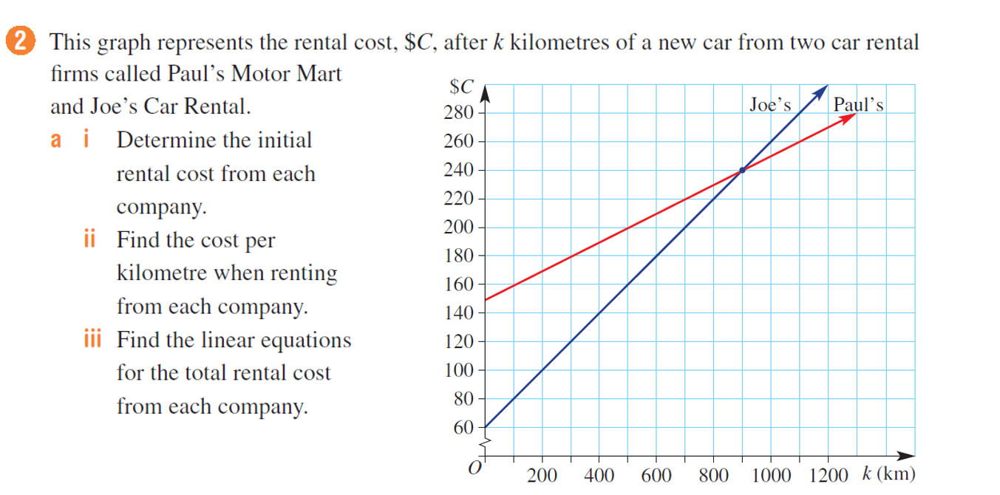 2 This graph represents the rental cost, $C, after k kilometres of a new car from two car rental
firms called Paul’s Motor Mart
and Joe’s Car Rental.
a i Determine the initial
rental cost from each
company.
ii Find the cost per
kilometre when renting
from each company.
iii Find the linear equations
for the total rental cost
from each company.
$C
Joe’s
Paul’s
280
260
240
220
200
180
160
140
120
100
80
60
O
200 400 600 800 1000 1200 k (km)